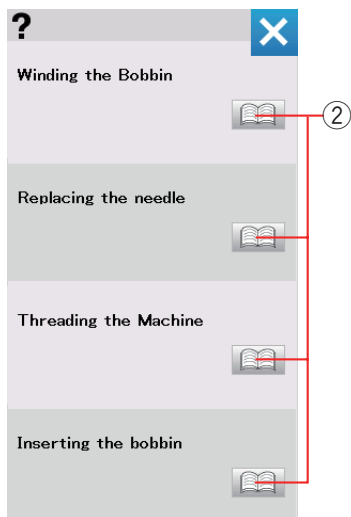 ?
Winding the Bobbin
②
Replacing the needle
Threading the Machine
Inserting the bobbin